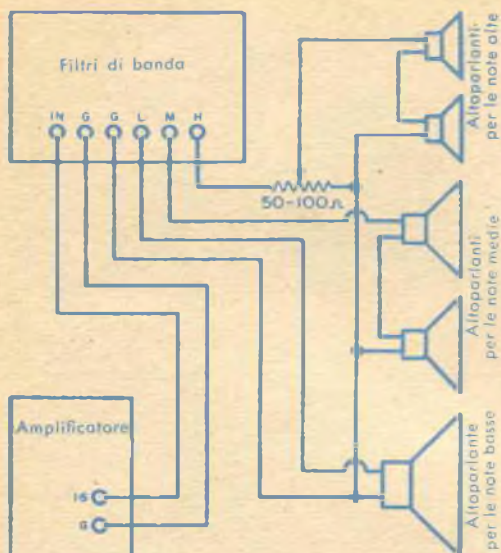 Filtri di banda
IN G G L M H
50-100Ω
Altoparlanti
per le note alte
Altoparlanti
per le note medie
Altoparlante
per le note basse
Amplificatore
16
G